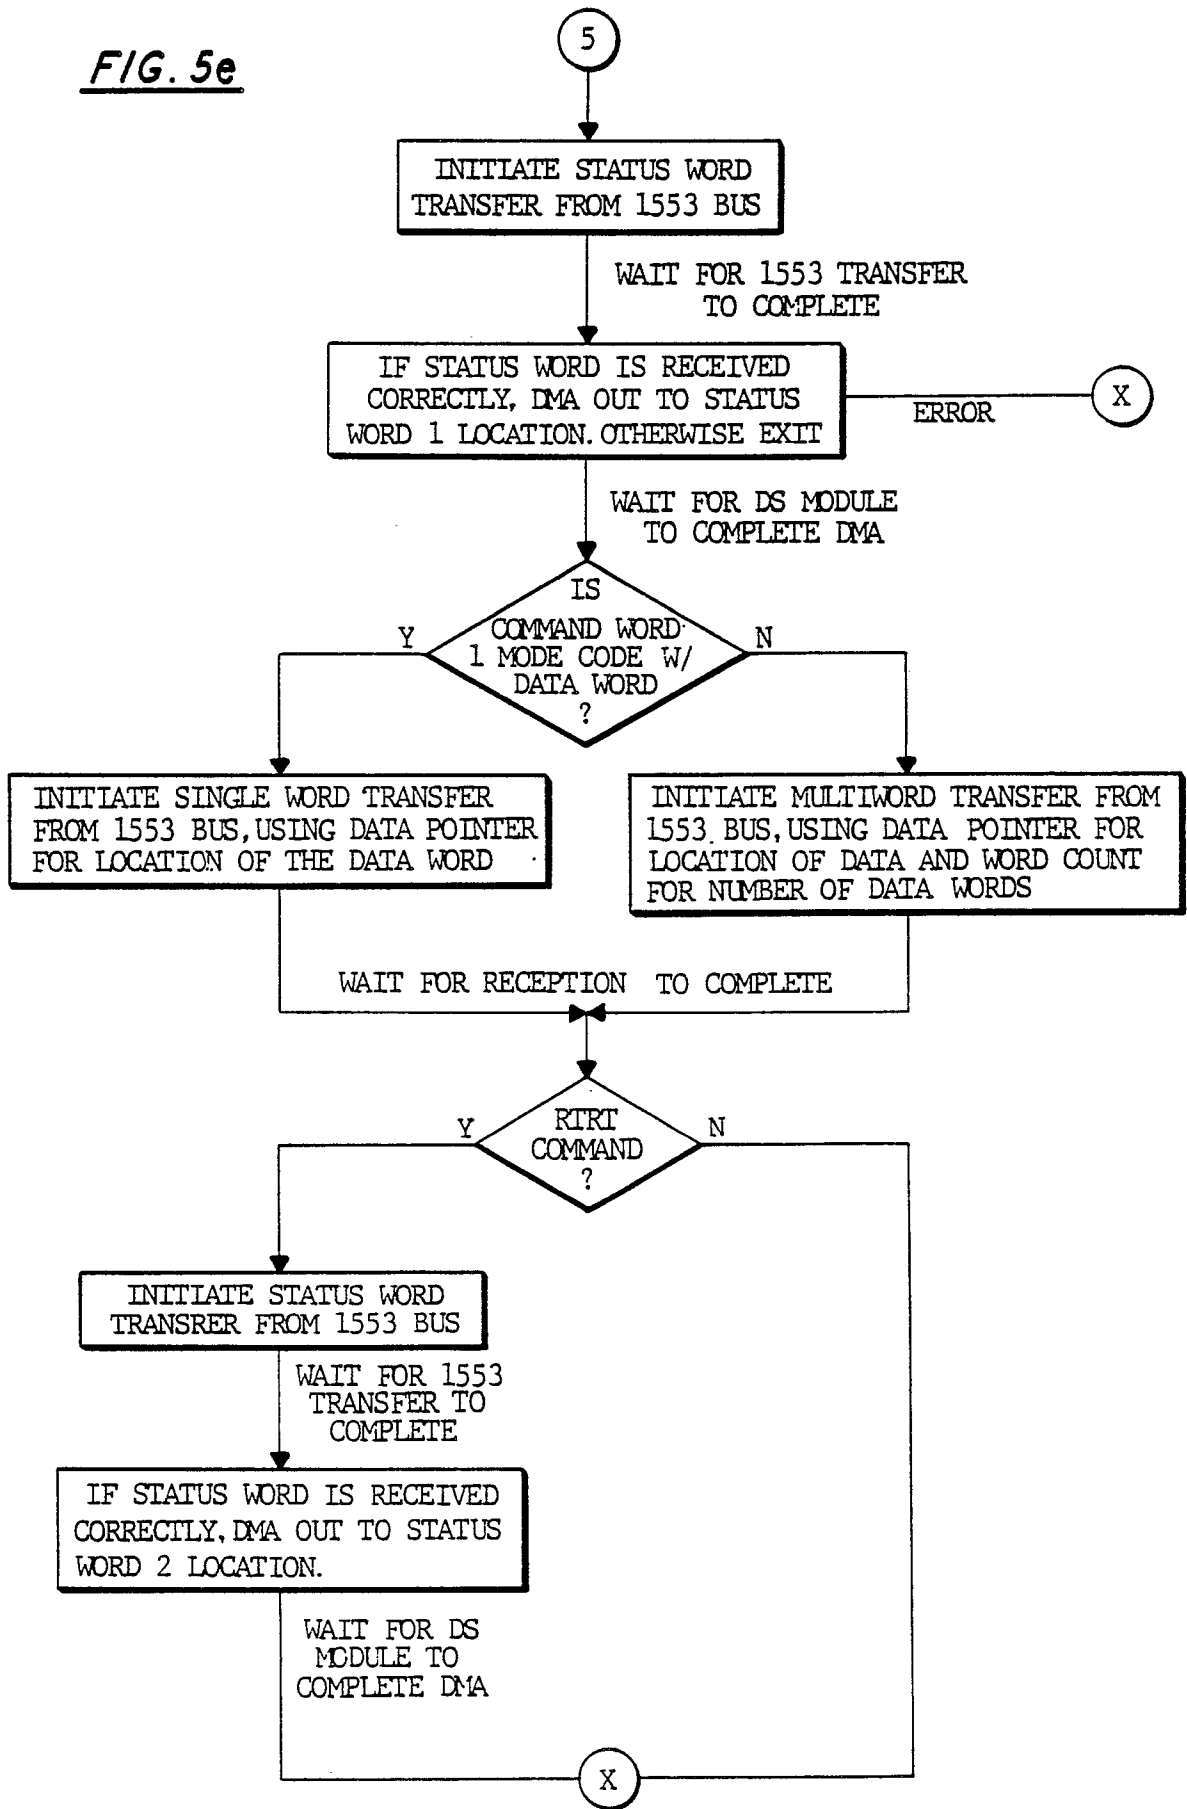 FIG. 5e
5
INITIATE STATUS WORD
TRANSFER FROM 1553 BUS
WAIT FOR 1553 TRANSFER
TO COMPLETE
IF STATUS WORD IS RECEIVED
CORRECTLY, DMA OUT TO STATUS
WORD 1 LOCATION. OTHERWISE EXIT
ERROR
X
WAIT FOR DS MODULE
TO COMPLETE DMA
IS
COMMAND WORD
1 MODE CODE W/
DATA WORD
?
Y
N
INITIATE SINGLE WORD TRANSFER
FROM 1553 BUS, USING DATA POINTER
FOR LOCATION OF THE DATA WORD
INITIATE MULTIWORD TRANSFER FROM
1553 BUS, USING DATA POINTER FOR
LOCATION OF DATA AND WORD COUNT
FOR NUMBER OF DATA WORDS
WAIT FOR RECEPTION TO COMPLETE
RTRT
COMMAND
?
Y
N
INITIATE STATUS WORD
TRANSRER FROM 1553 BUS
WAIT FOR 1553
TRANSFER TO
COMPLETE
IF STATUS WORD IS RECEIVED
CORRECTLY, DMA OUT TO STATUS
WORD 2 LOCATION.
WAIT FOR DS
MODULE TO
COMPLETE DMA
X